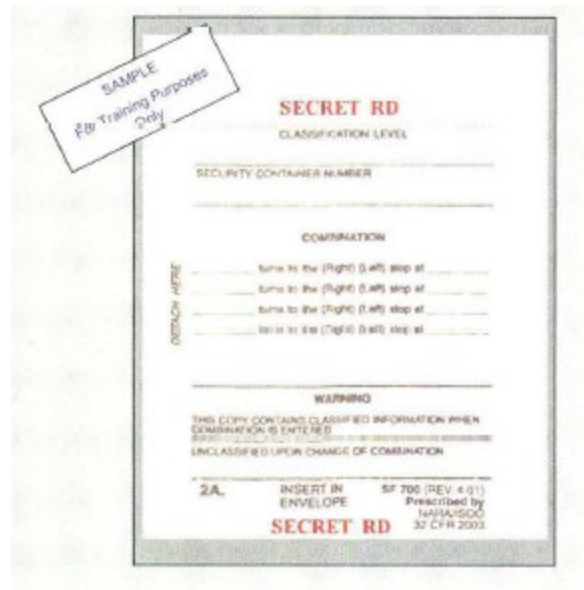 SAMPLE
For Training Purposes
Only
SECRET RD
CLASSIFICATION LEVEL
SECURITY CONTAINER NUMBER
COMBINATION
DETACH HERE
turns to the (Right) (Left) stop at
turns to the (Right) (Left) stop at
turns to the (Right) (Left) stop at
turns to the (Right) (Left) stop at
WARNING
THIS COPY CONTAINS CLASSIFIED INFORMATION WHEN
COMBINATION IS ENTERED
UNCLASSIFIED UPON CHANGE OF COMBINATION
2A. INSERT IN SF 700 (REV. 4-01)
ENVELOPE Prescribed by
NARA/ISOO
SECRET RD 32 CFR 2003